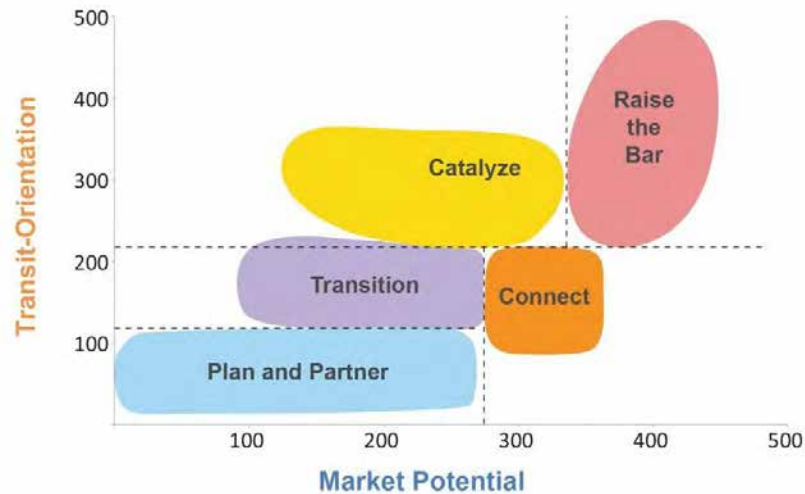 500
400
300
200
100
Transit-Orientation
Raise
the
Bar
Catalyze
Transition
Connect
Plan and Partner
100 200 300 400 500
Market Potential